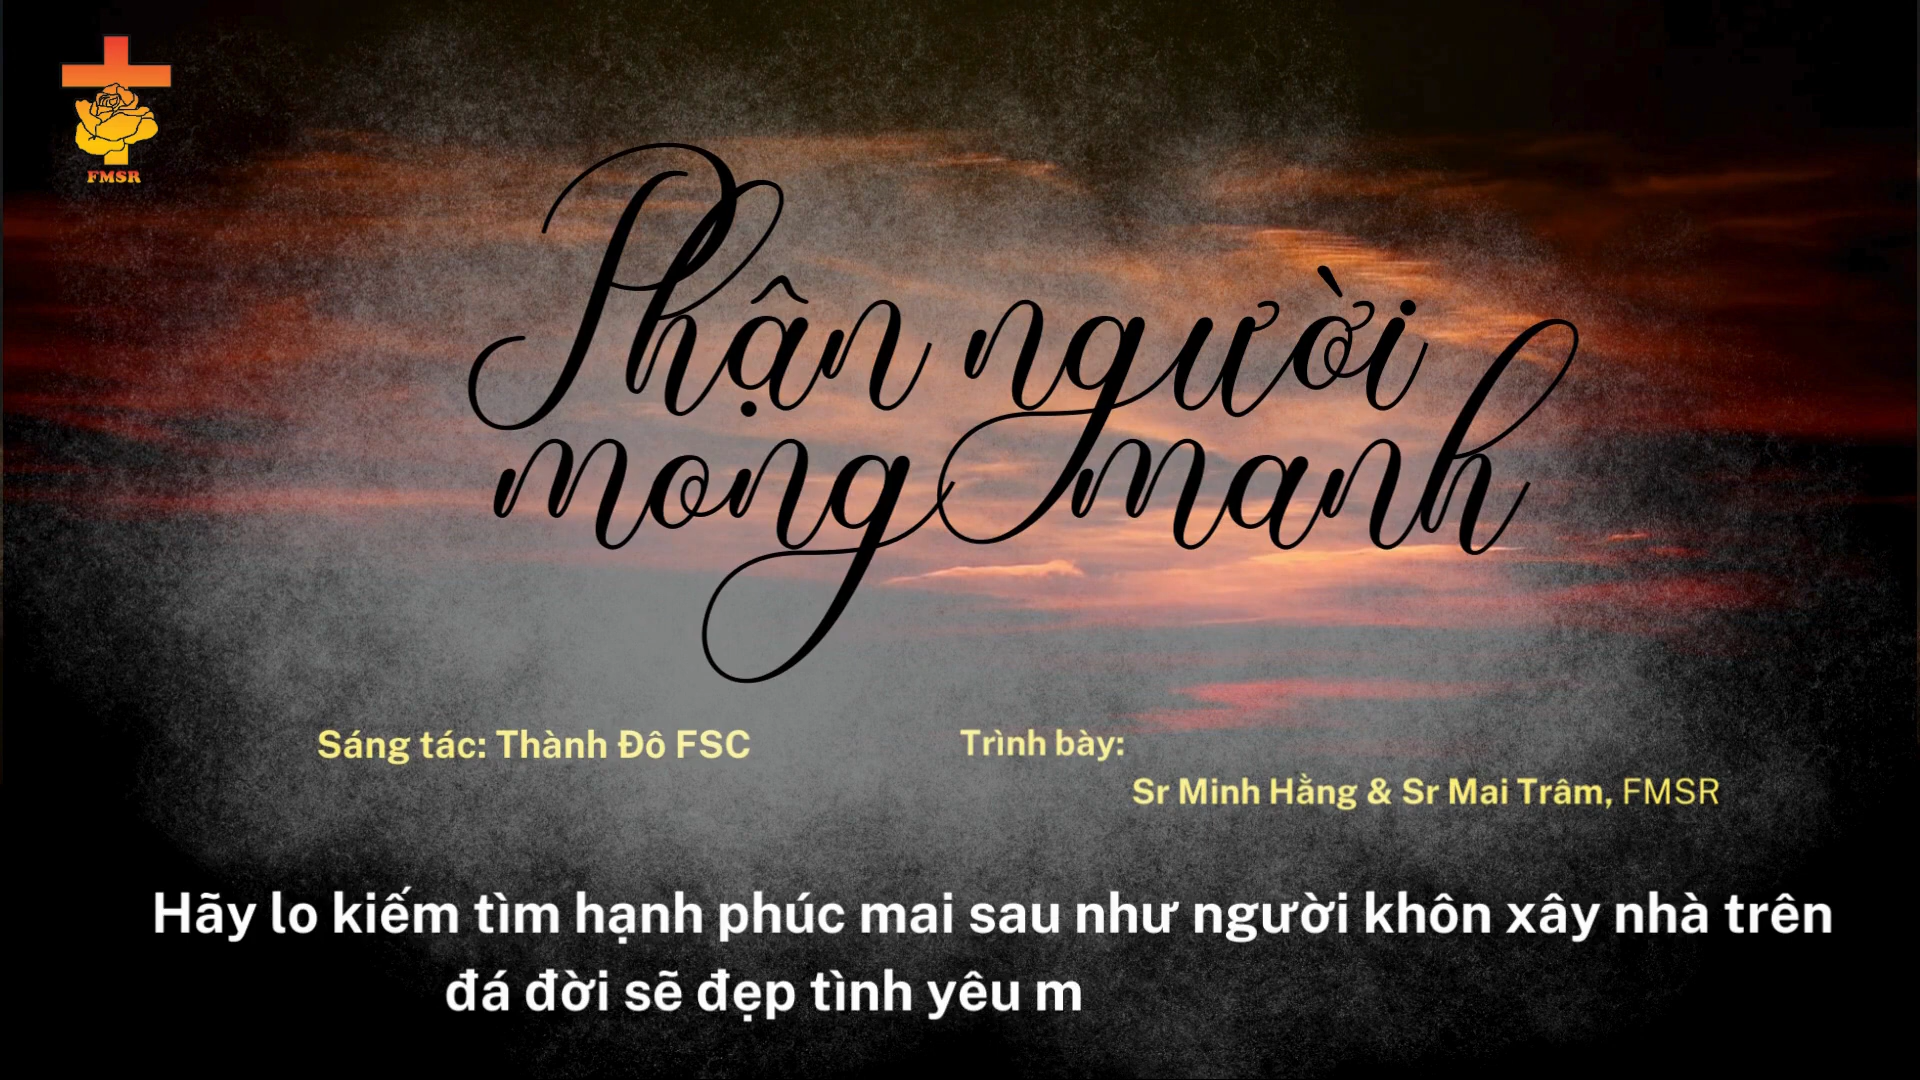 FMSR
Phận người
mong manh
Sáng tác: Thành Đô FSC
Trình bày:
Sr Minh Hằng & Sr Mai Trâm, FMSR
Hãy lo kiếm tìm hạnh phúc mai sau như người khôn xây nhà trên
đá đời sẽ đẹp tình yêu m